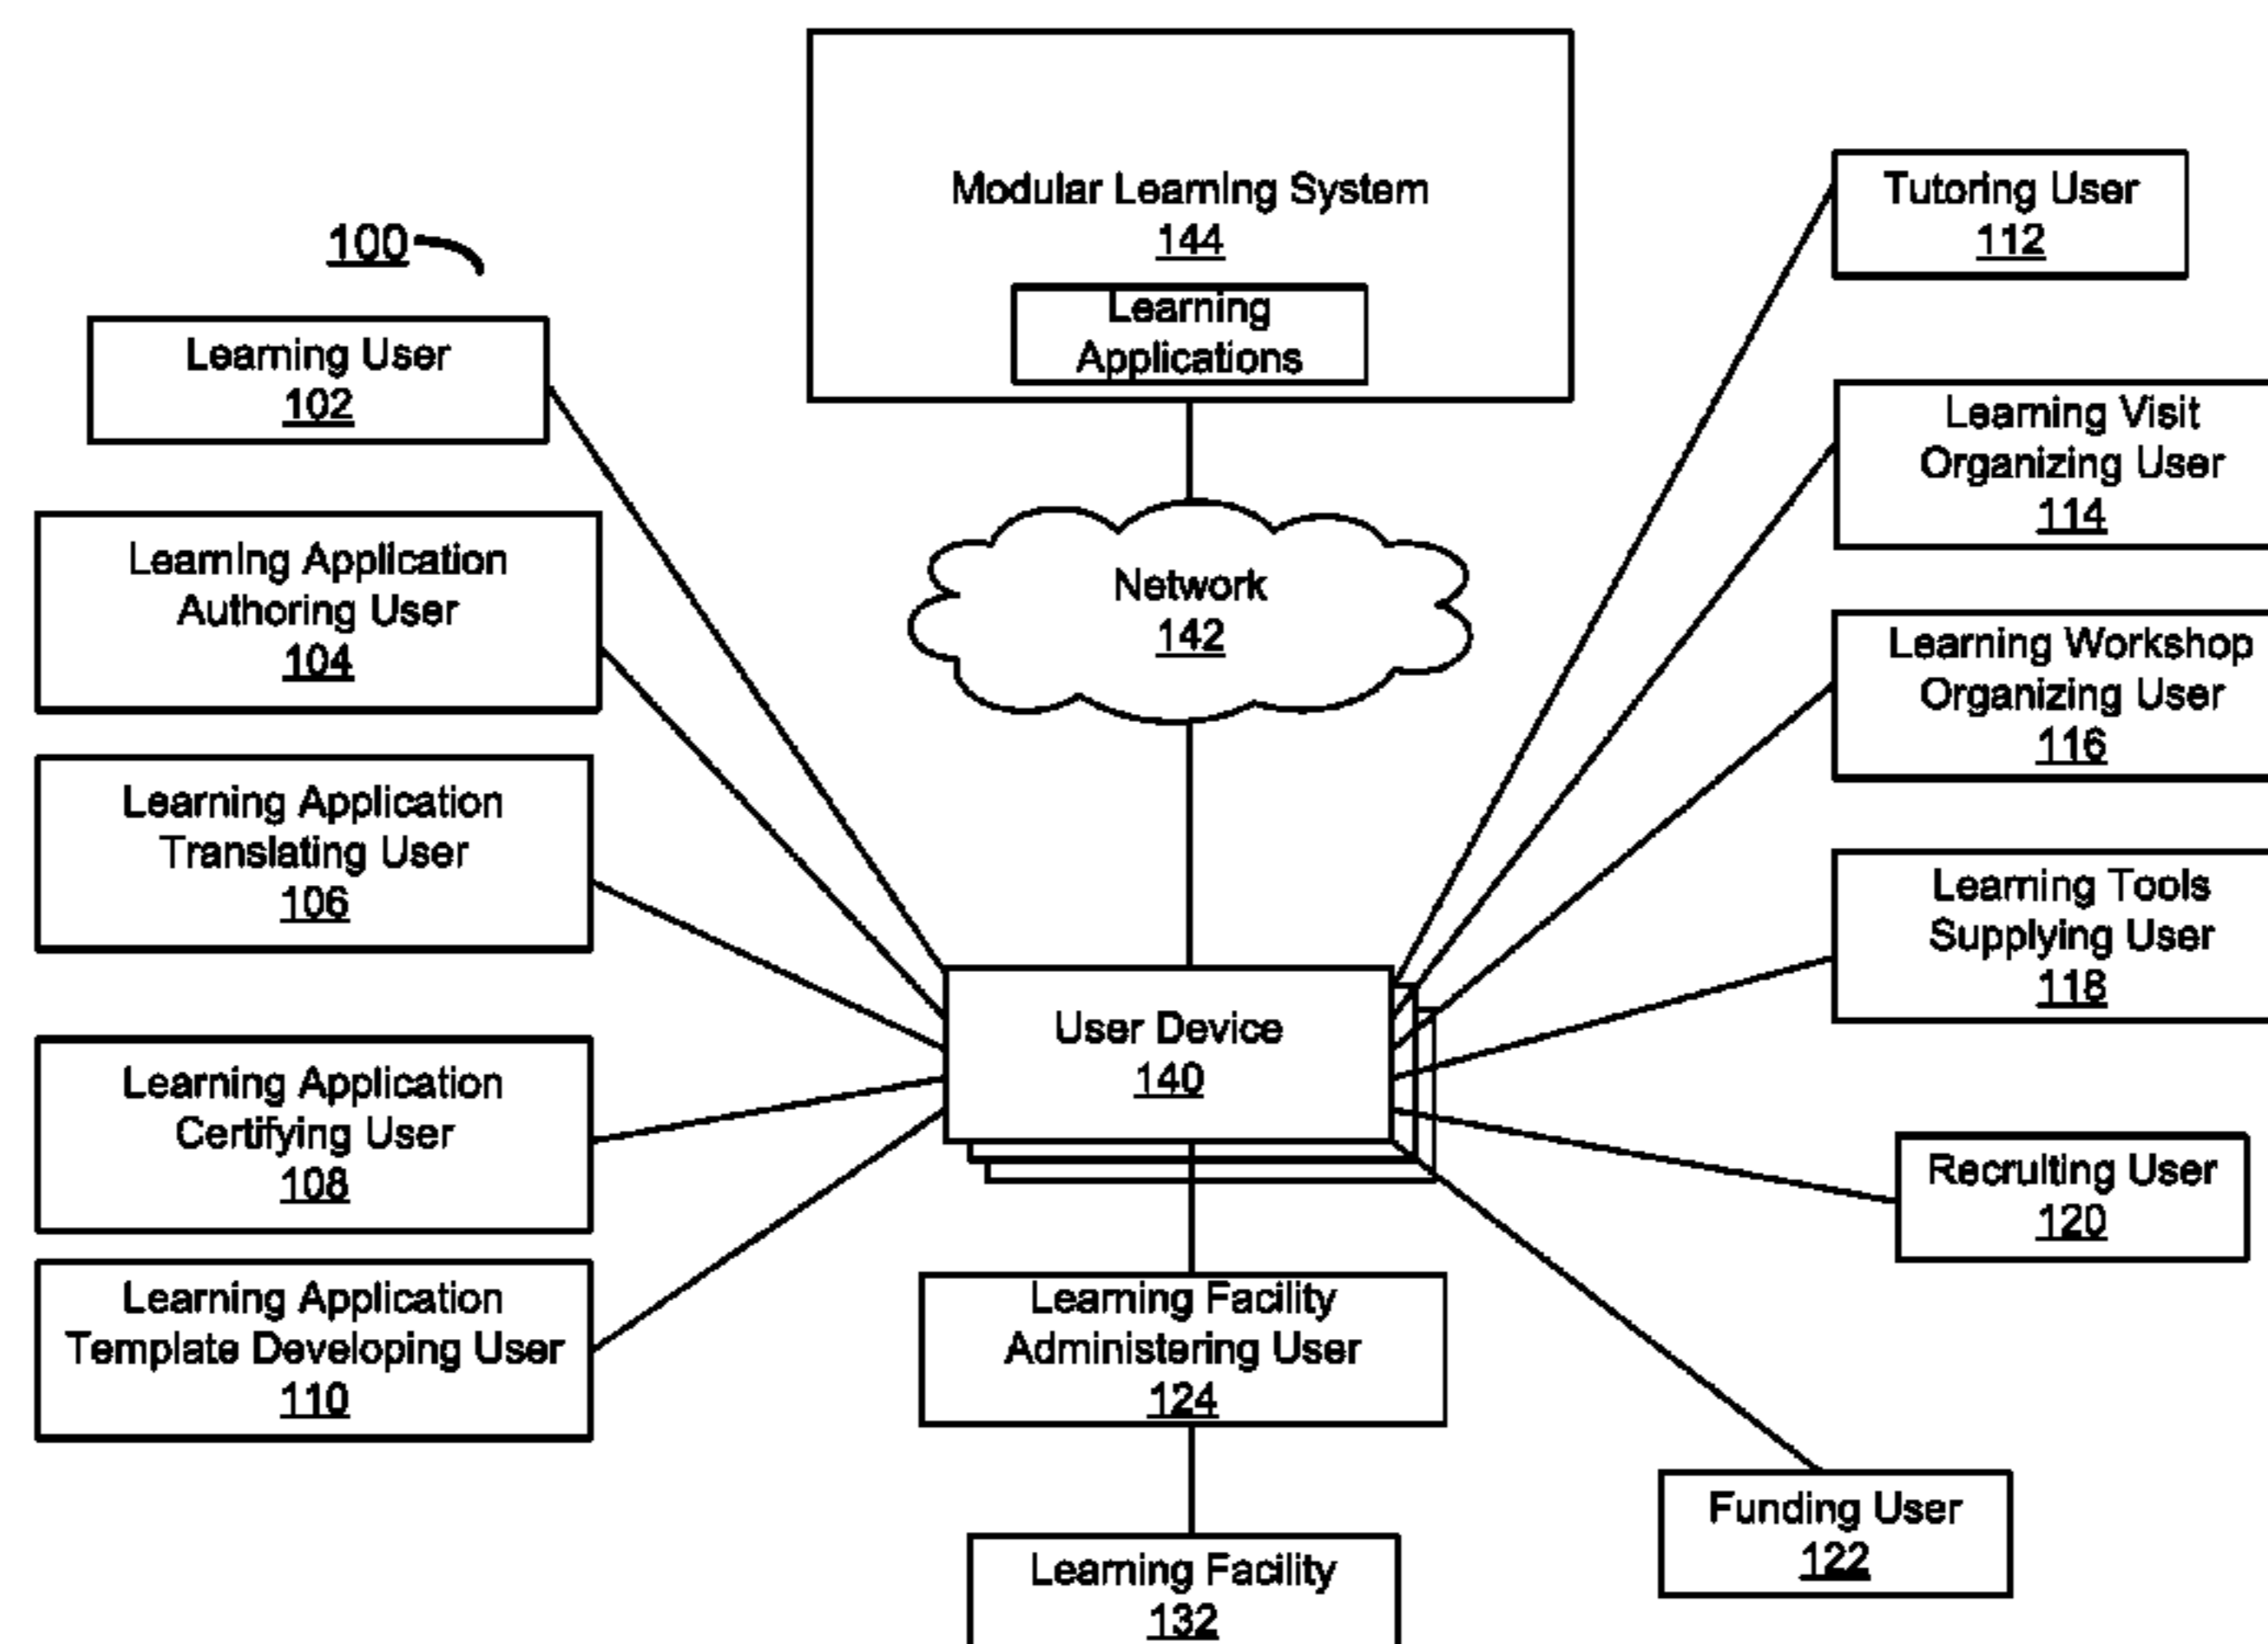 100
Modular Learning System
144
Learning
Applications
Learning User
102
Learning Application
Authoring User
104
Learning Application
Translating User
106
Learning Application
Certifying User
108
Learning Application
Template Developing User
110
Network
142
User Device
140
Learning Facility
Administering User
124
Learning Facility
132
Tutoring User
112
Learning Visit
Organizing User
114
Learning Workshop
Organizing User
116
Learning Tools
Supplying User
118
Recruiting User
120
Funding User
122